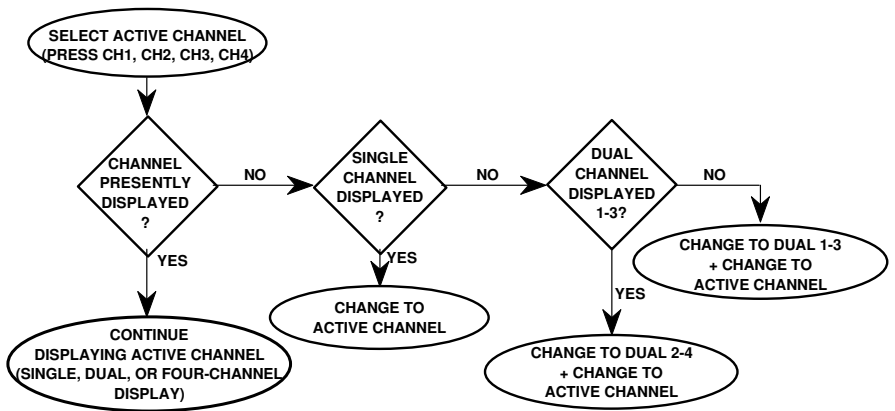 SELECT ACTIVE CHANNEL
(PRESS CH1, CH2, CH3, CH4)
CHANNEL
PRESENTLY
DISPLAYED
?
NO
YES
SINGLE
CHANNEL
DISPLAYED
?
NO
YES
DUAL
CHANNEL
DISPLAYED
1-3?
NO
YES
CONTINUE
DISPLAYING ACTIVE CHANNEL
(SINGLE, DUAL, OR FOUR-CHANNEL
DISPLAY)
CHANGE TO
ACTIVE CHANNEL
CHANGE TO DUAL 2-4
+ CHANGE TO
ACTIVE CHANNEL
CHANGE TO DUAL 1-3
+ CHANGE TO
ACTIVE CHANNEL